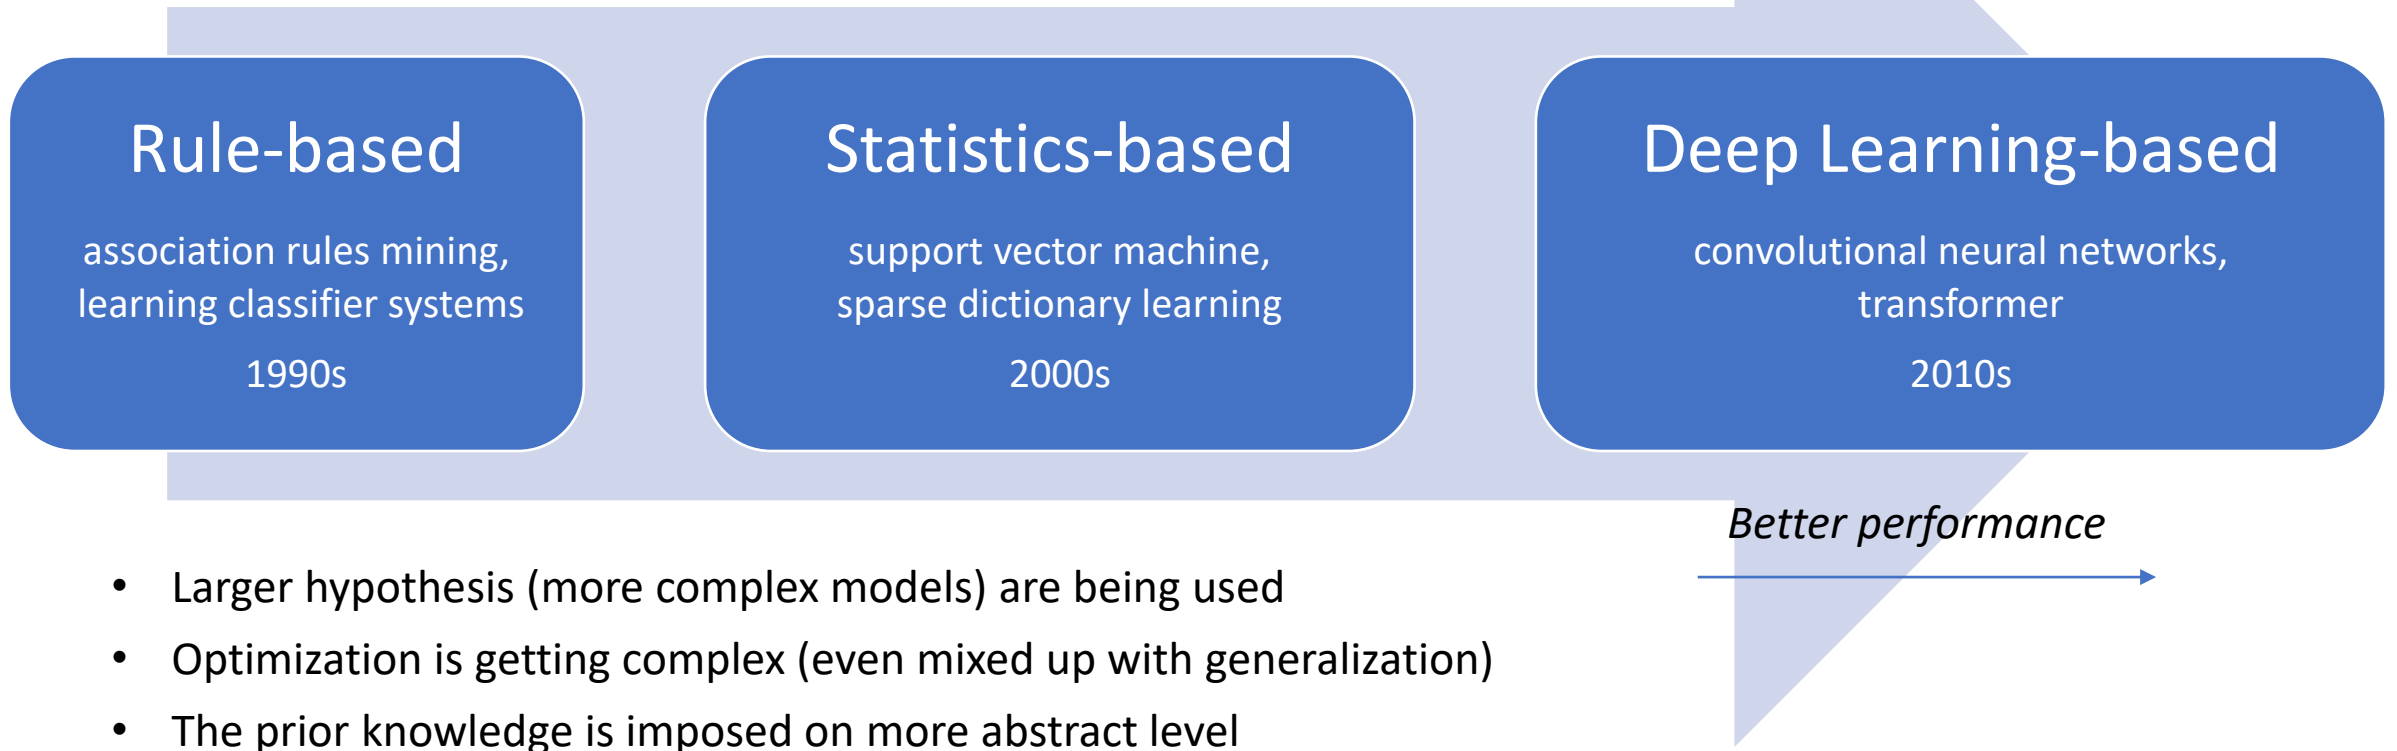 Rule-based
association rules mining,
learning classifier systems
1990s
Statistics-based
support vector machine,
sparse dictionary learning
2000s
Deep Learning-based
convolutional neural networks,
transformer
2010s
Better performance
• Larger hypothesis (more complex models) are being used
• Optimization is getting complex (even mixed up with generalization)
• The prior knowledge is imposed on more abstract level